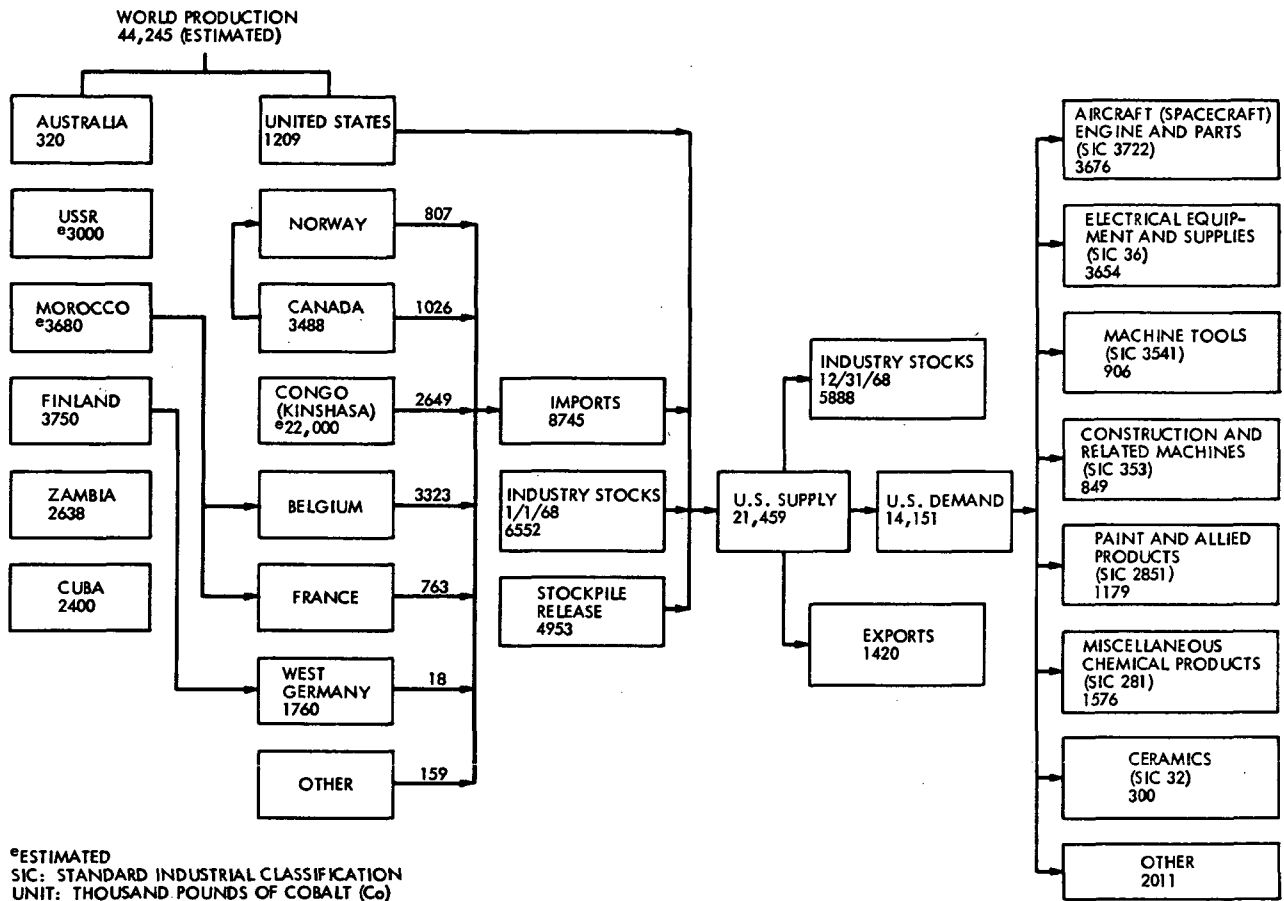 WORLD PRODUCTION
44,245 (ESTIMATED)
AUSTRALIA
320
USSR
e3000
MOROCCO
e3680
FINLAND
3750
ZAMBIA
2638
CUBA
2400
UNITED STATES
1209
NORWAY
807
CANADA
3488
1026
CONGO
(KINSHASA)
e22,000
2649
BELGIUM
3323
FRANCE
763
WEST
GERMANY
1760
18
OTHER
159
IMPORTS
8745
INDUSTRY STOCKS
1/1/68
6552
STOCKPILE
RELEASE
4953
INDUSTRY STOCKS
12/31/68
5888
U.S. SUPPLY
21,459
U.S. DEMAND
14,151
EXPORTS
1420
AIRCRAFT (SPACECRAFT)
ENGINE AND PARTS
(SIC 3722)
3676
ELECTRICAL EQUIP-
MENT AND SUPPLIES
(SIC 36)
3654
MACHINE TOOLS
(SIC 3541)
906
CONSTRUCTION AND
RELATED MACHINES
(SIC 353)
849
PAINT AND ALLIED
PRODUCTS
(SIC 2851)
1179
MISCELLANEOUS
CHEMICAL PRODUCTS
(SIC 281)
1576
CERAMICS
(SIC 32)
300
OTHER
2011
eESTIMATED
SIC: STANDARD INDUSTRIAL CLASSIFICATION
UNIT: THOUSAND POUNDS OF COBALT (Co)